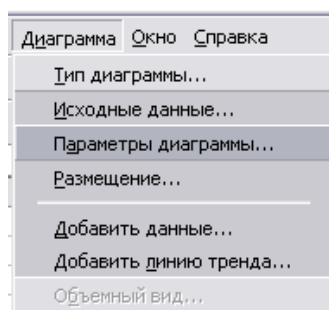 Диаграмма Окно Справка
Тип диаграммы...
Исходные данные...
Параметры диаграммы...
Размещение...
Добавить данные...
Добавить линию тренда...
Объемный вид...